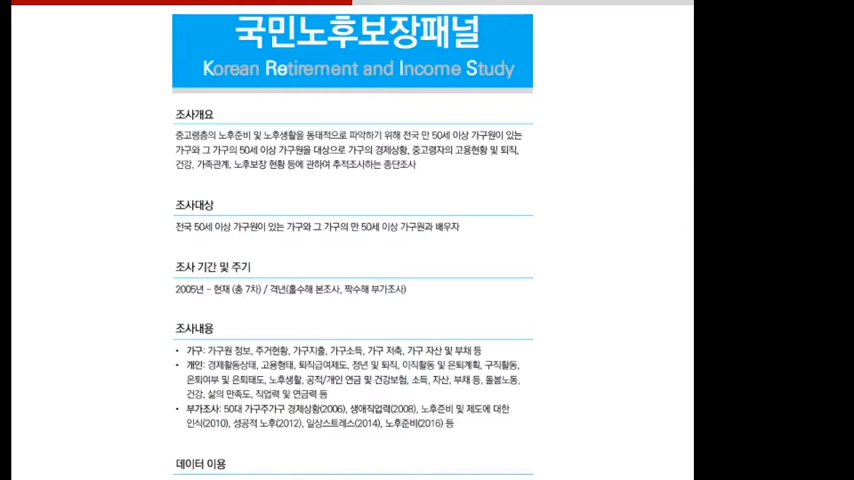 국민노후보장패널
Korean Retirement and Income Study
조사개요
중고령층의 노후준비 및 노후생활을 동태적으로 파악하기 위해 전국 만 50세 이상 가구원이 있는
가구와 그 가구의 50세 이상 가구원을 대상으로 가구의 경제상황, 중고령자의 고용현황 및 퇴직,
건강, 가족관계, 노후보장 현황 등에 관하여 추적조사하는 종단조사
조사대상
전국 50세 이상 가구원이 있는 가구와 그 가구의 만 50세 이상 가구원과 배우자
조사 기간 및 주기
2005년 ~ 현재 (총 7차) / 격년(홀수해 본조사, 짝수해 부가조사)
조사내용
• 가구: 가구원 정보, 주거현황, 가구지출, 가구소득, 가구 저축, 가구 자산 및 부채 등
• 개인: 경제활동상태, 고용형태, 퇴직급여제도, 정년 및 퇴직, 이직활동 및 은퇴계획, 구직활동,
은퇴여부 및 은퇴태도, 노후생활, 공적/개인 연금 및 건강보험, 소득, 자산, 부채 등, 돌봄노동,
건강, 삶의 만족도, 직업력 및 연금력 등
• 부가조사: 50대 가구주가구 경제상황(2006), 생애직업력(2008), 노후준비 및 제도에 대한
인식(2010), 성공적 노후(2012), 일상스트레스(2014), 노후준비(2016) 등
데이터 이용